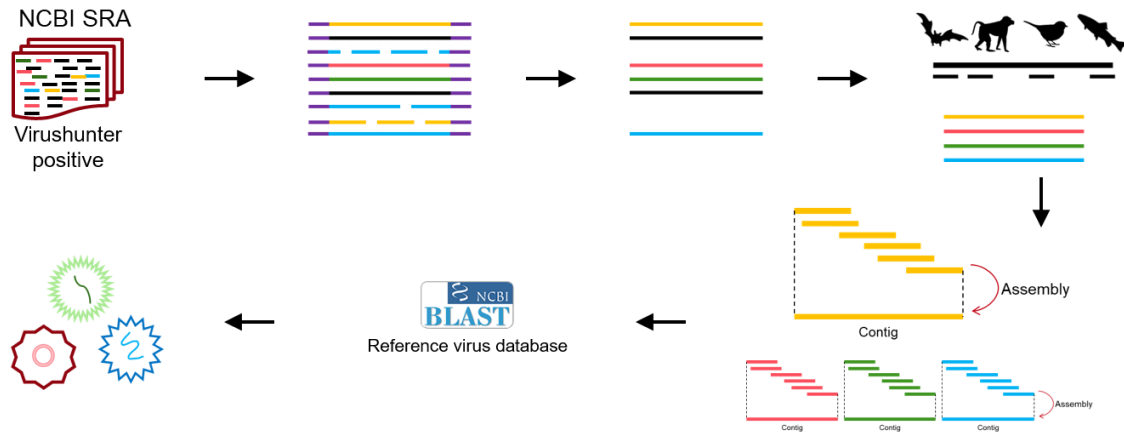 NCBI SRA
Virushunter
positive
Assembly
Contig
NCBI
BLAST
Reference virus database
Assembly
Contig
Contig
Contig